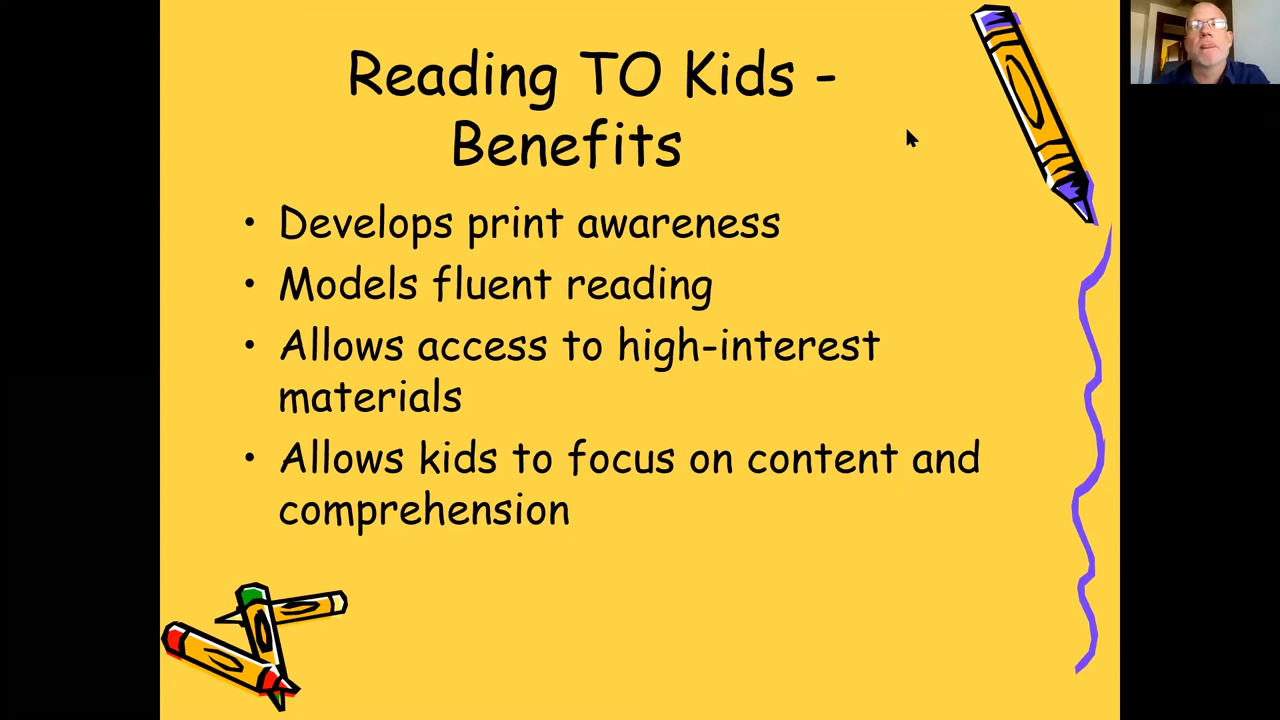 Reading TO Kids -
Benefits
• Develops print awareness
• Models fluent reading
• Allows access to high-interest
materials
• Allows kids to focus on content and
comprehension